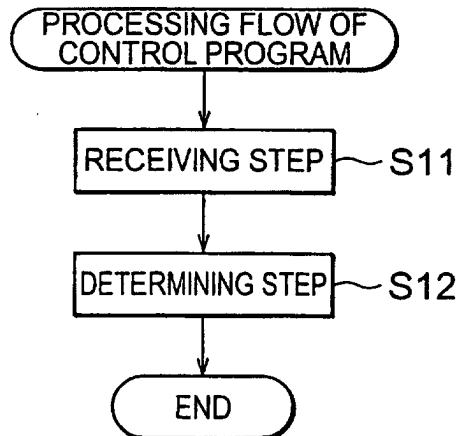 PROCESSING FLOW OF
CONTROL PROGRAM
RECEIVING STEP
S11
DETERMINING STEP
S12
END